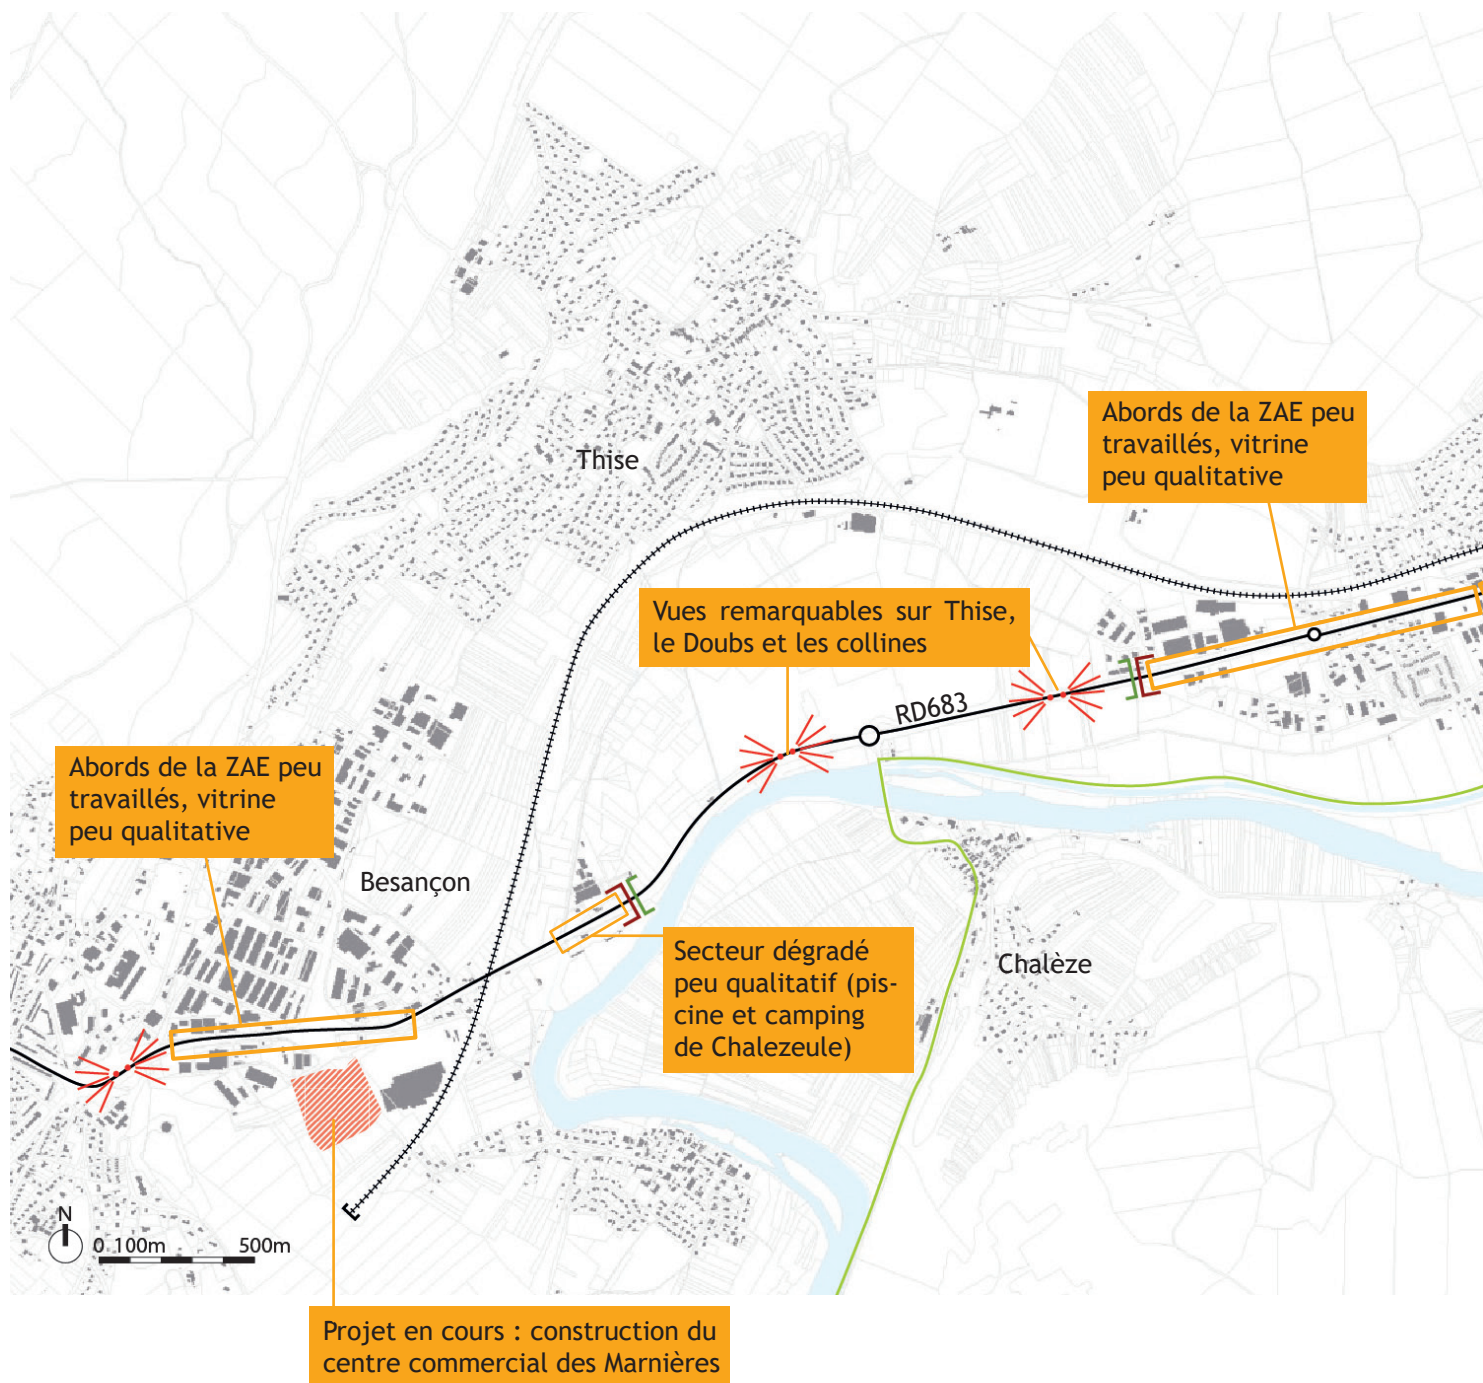 Abords de la ZAE peu
travaillés, vitrine
peu qualitative
Thise
Vues remarquables sur Thise,
le Doubs et les collines
RD683
Abords de la ZAE peu
travaillés, vitrine
peu qualitative
Besançon
Secteur dégradé
peu qualitatif (pis-
cine et camping
de Chalezeule)
Chalèze
N
0 100m 500m
Projet en cours : construction du
centre commercial des Marnières